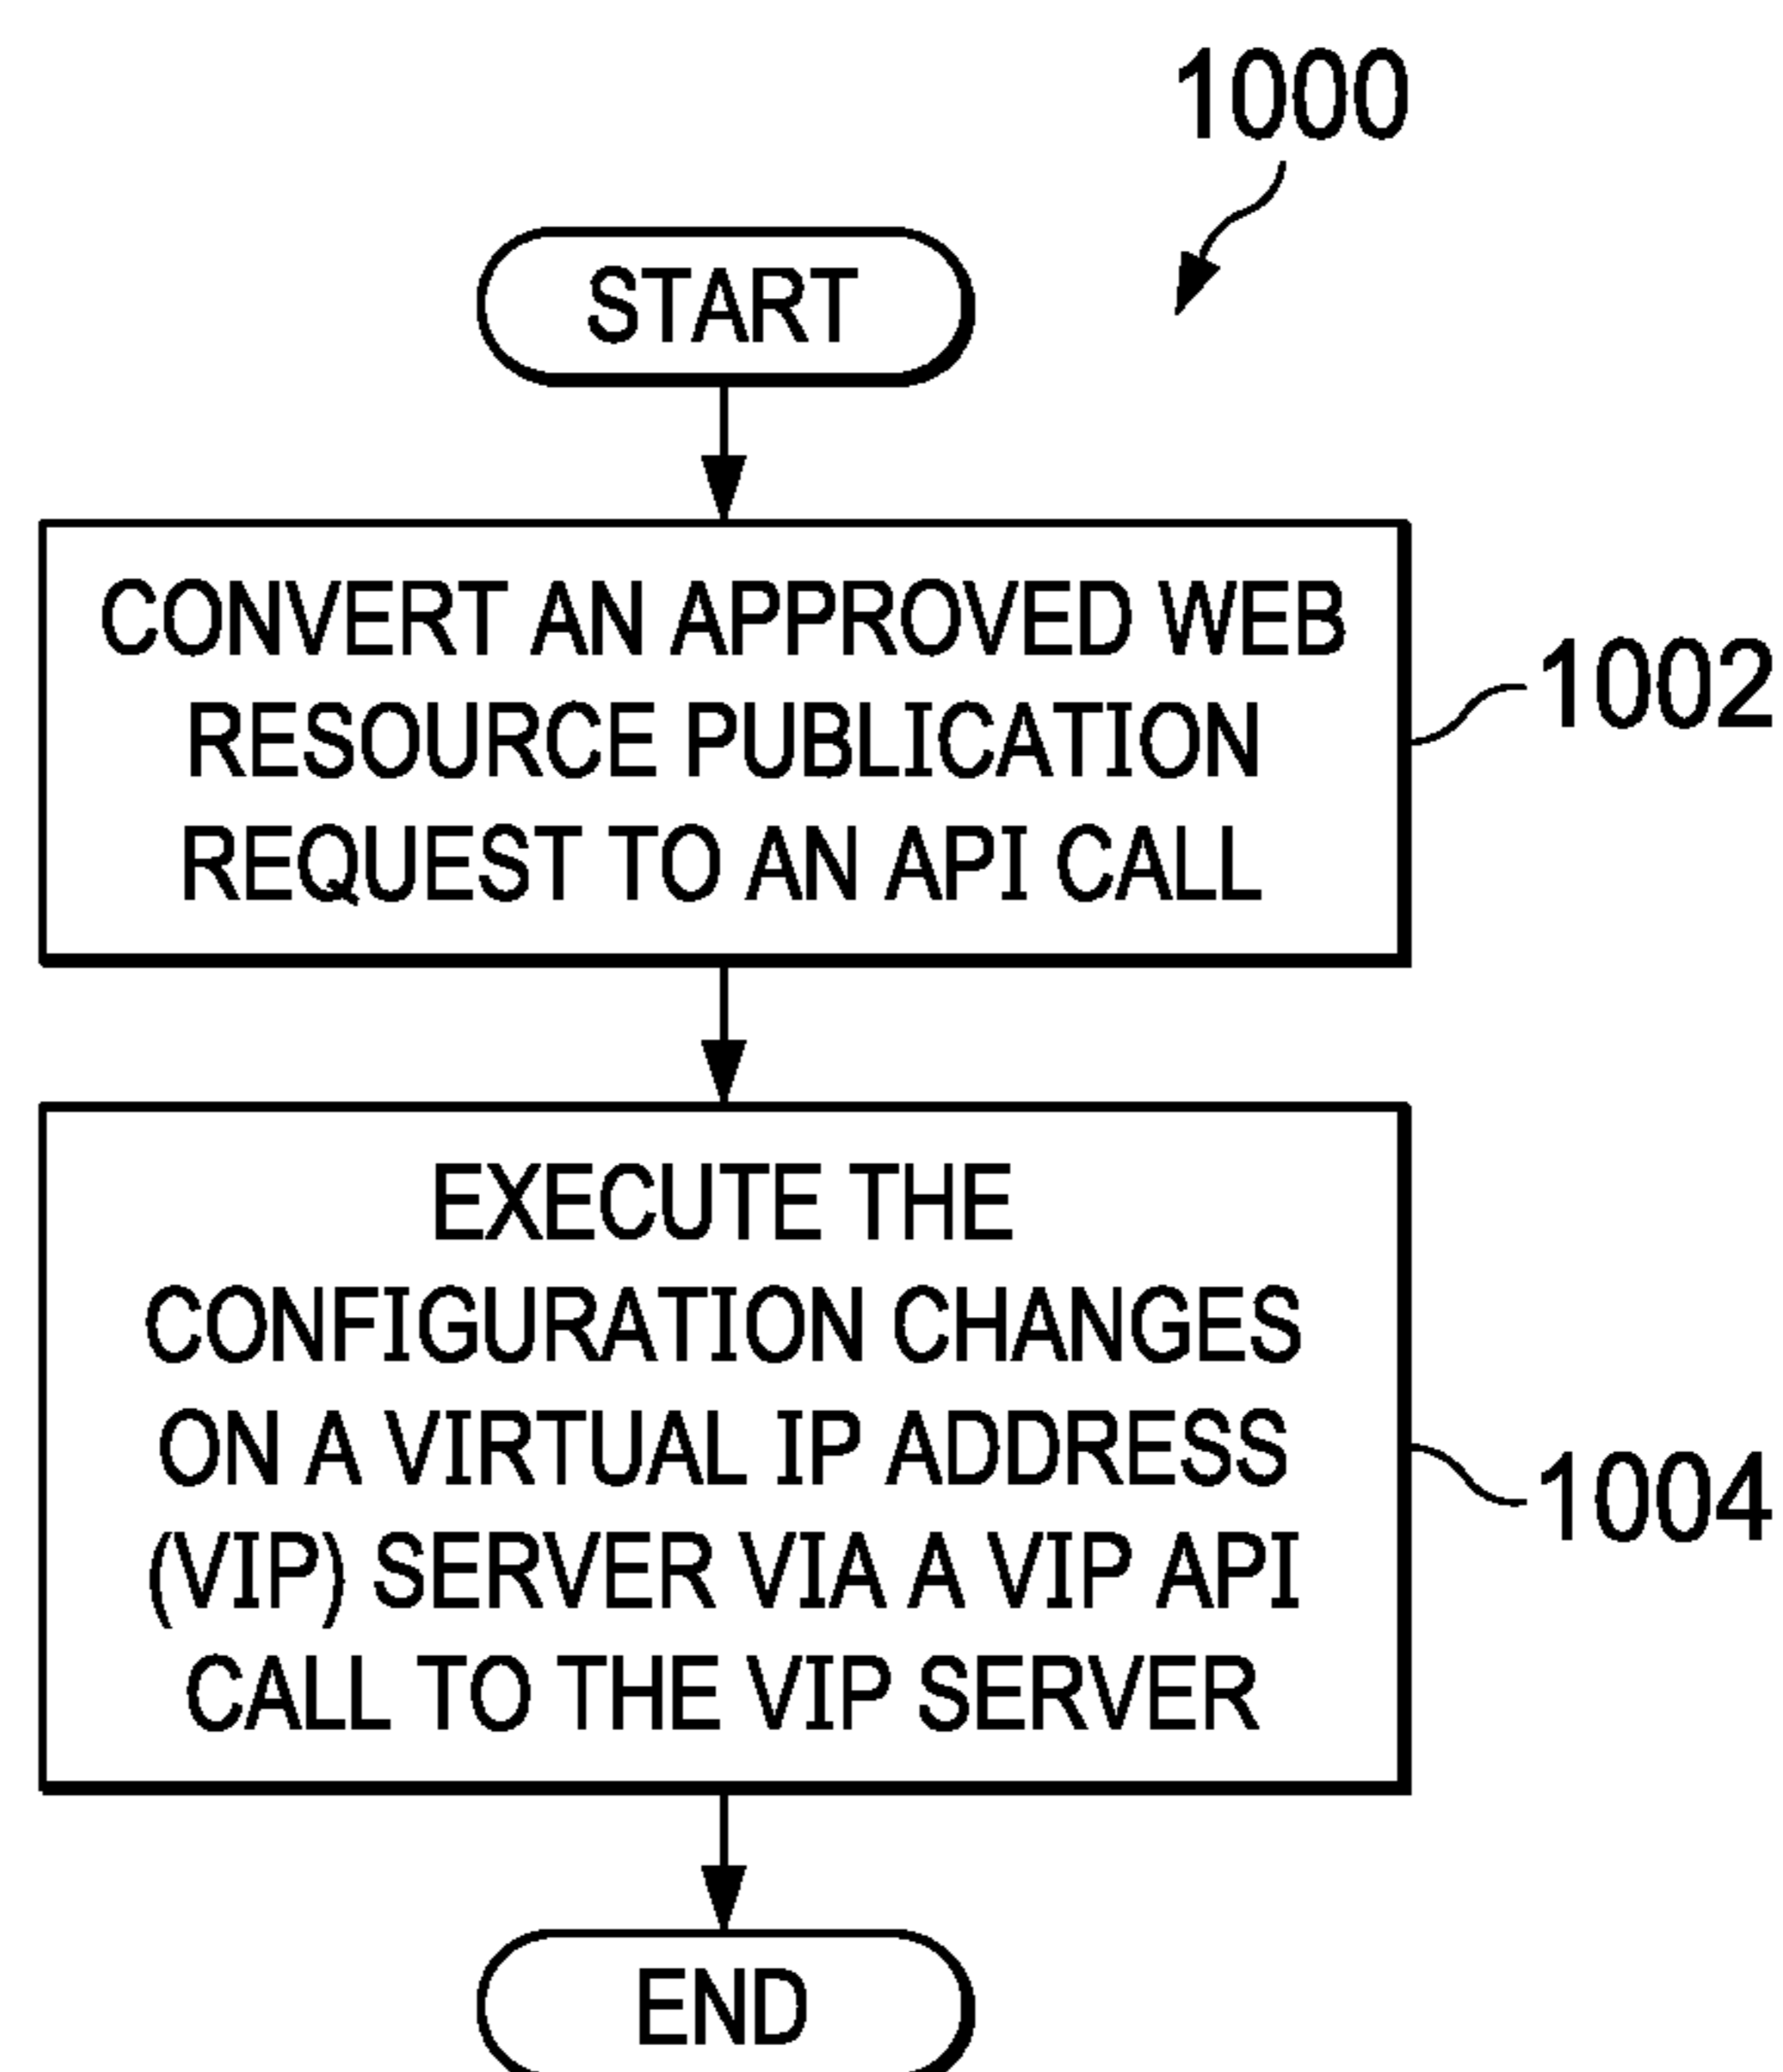 1000
START
CONVERT AN APPROVED WEB
RESOURCE PUBLICATION
REQUEST TO AN API CALL
1002
EXECUTE THE
CONFIGURATION CHANGES
ON A VIRTUAL IP ADDRESS
(VIP) SERVER VIA A VIP API
CALL TO THE VIP SERVER
1004
END